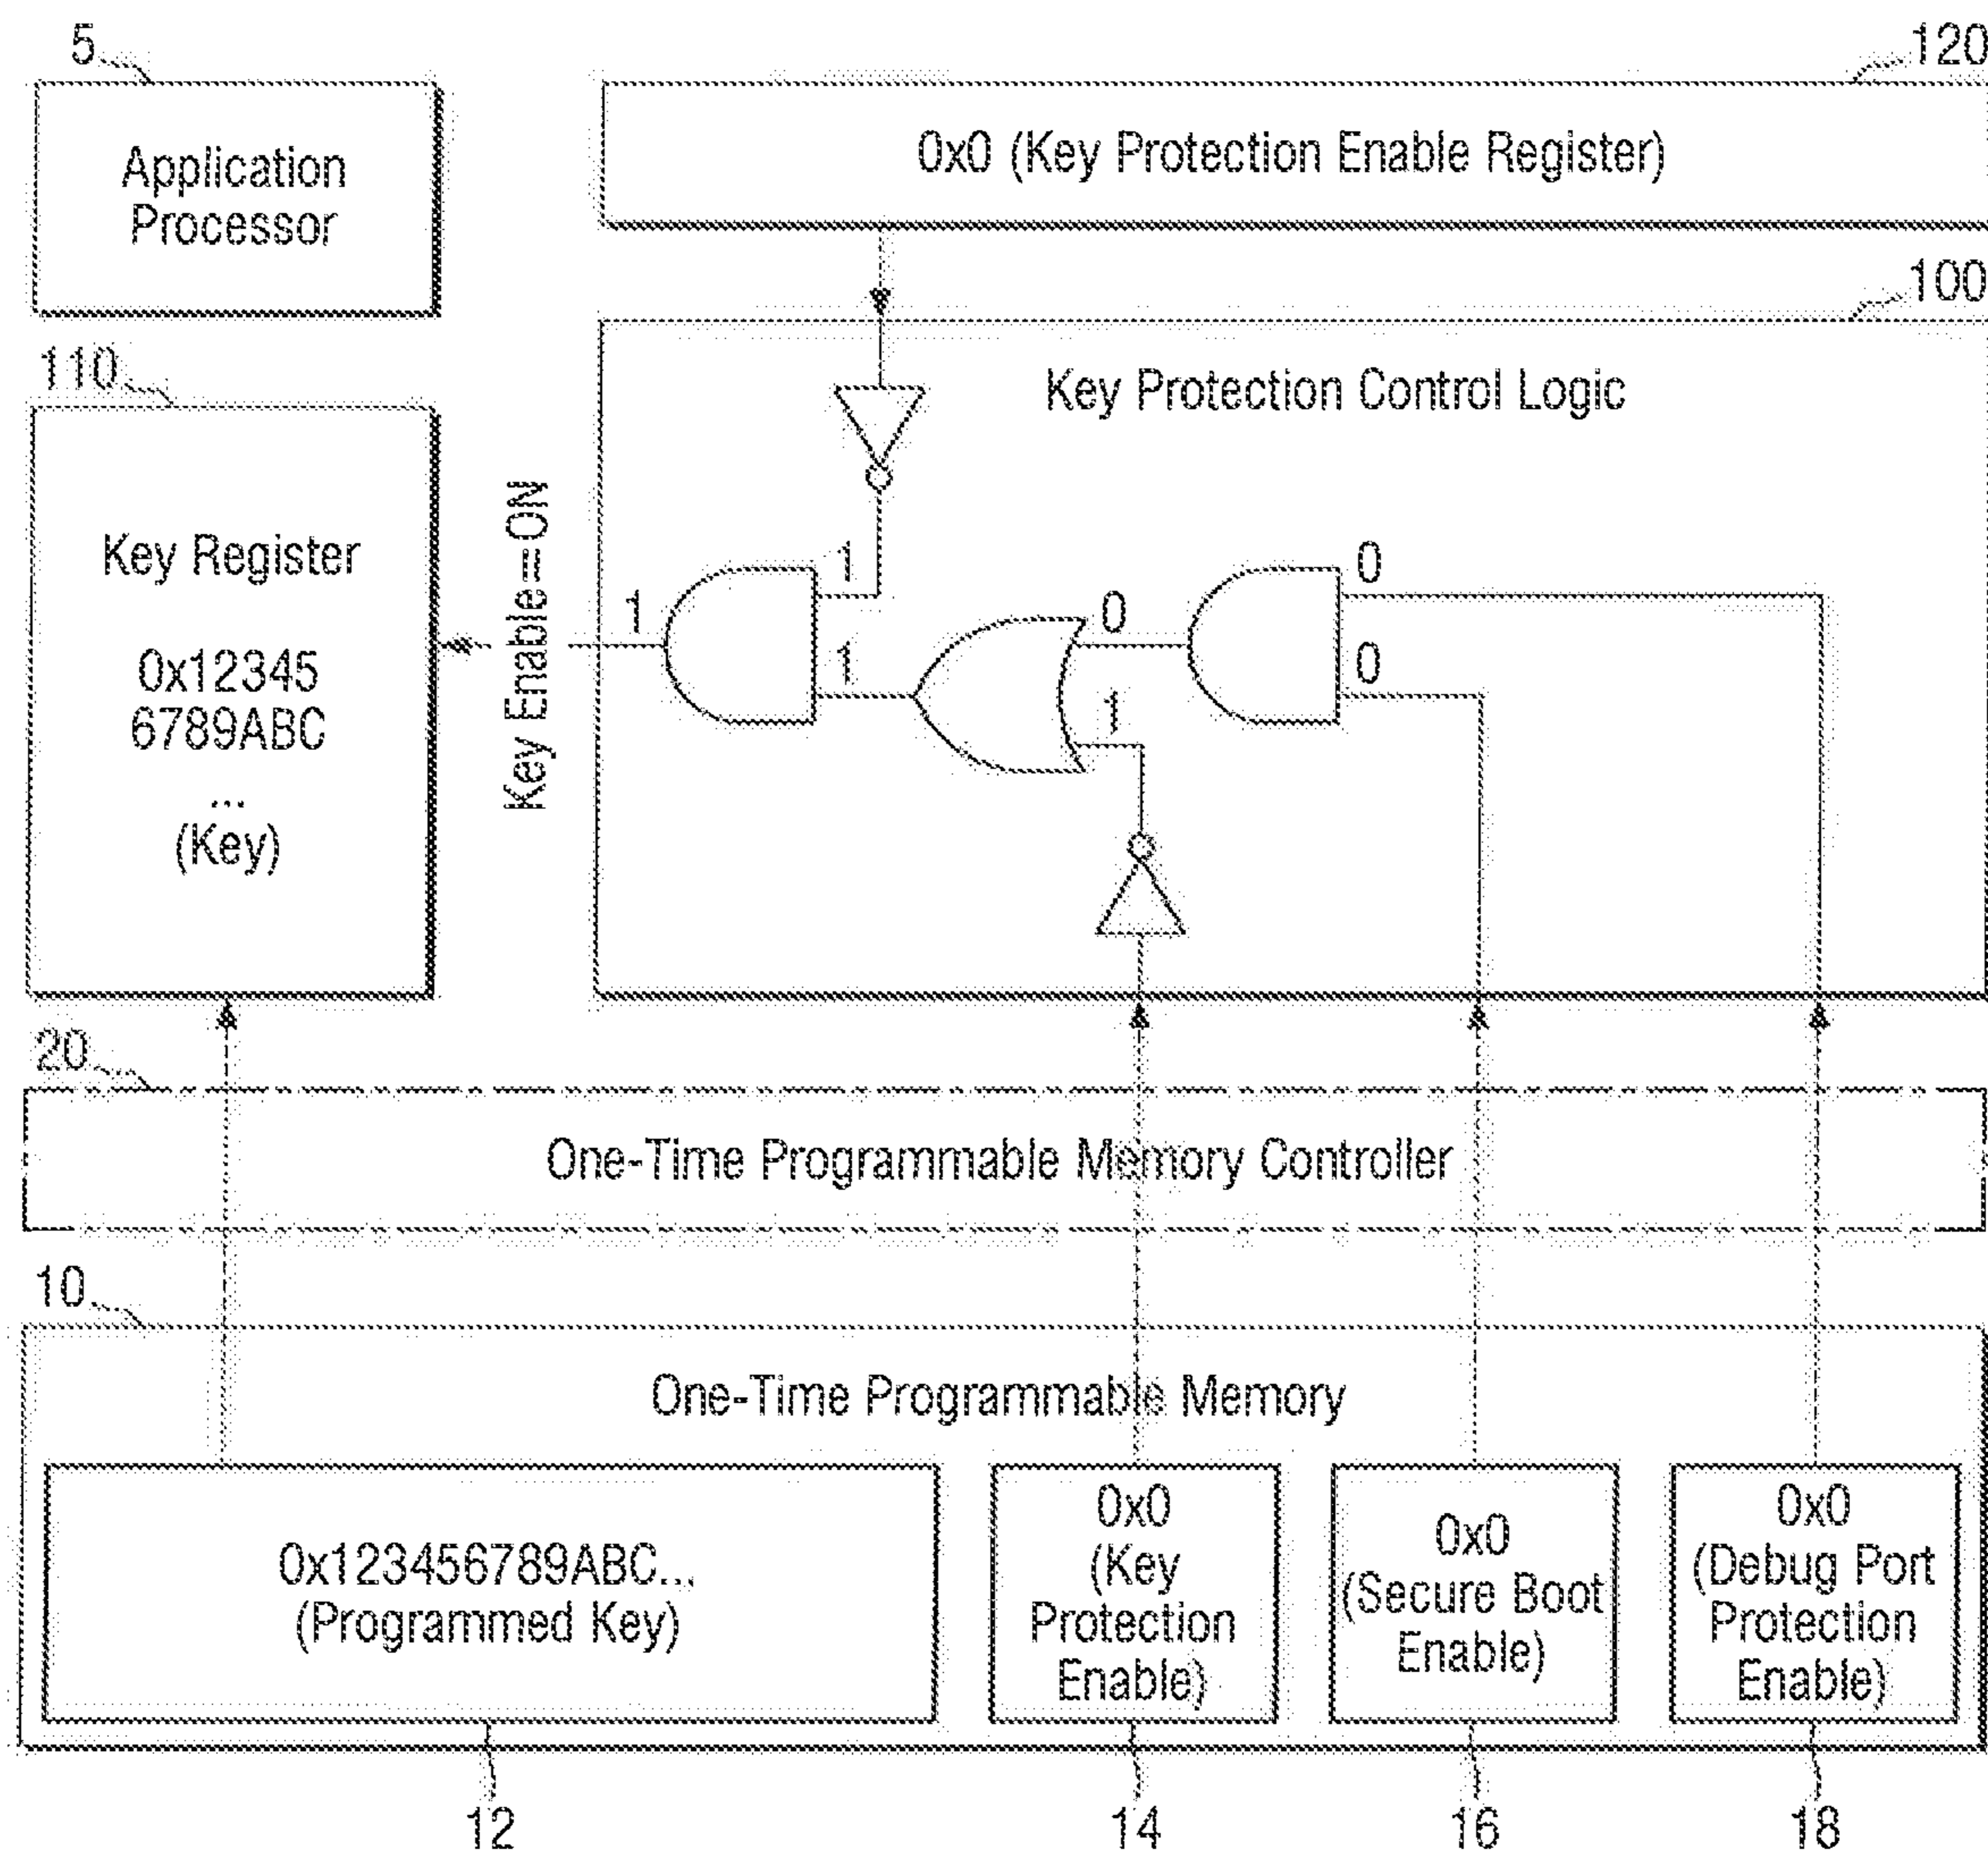 5
120
Application
Processor
0x0 (Key Protection Enable Register)
100
110
Key Protection Control Logic
Key Register
0x12345
6789ABC
...
(Key)
Key Enable=ON
1
1
1
0
1
0
0
20
One-Time Programmable Memory Controller
10
One-Time Programmable Memory
0x123456789ABC...
(Programmed Key)
0x0
(Key
Protection
Enable)
0x0
(Secure Boot
Enable)
0x0
(Debug Port
Protection
Enable)
12
14
16
18